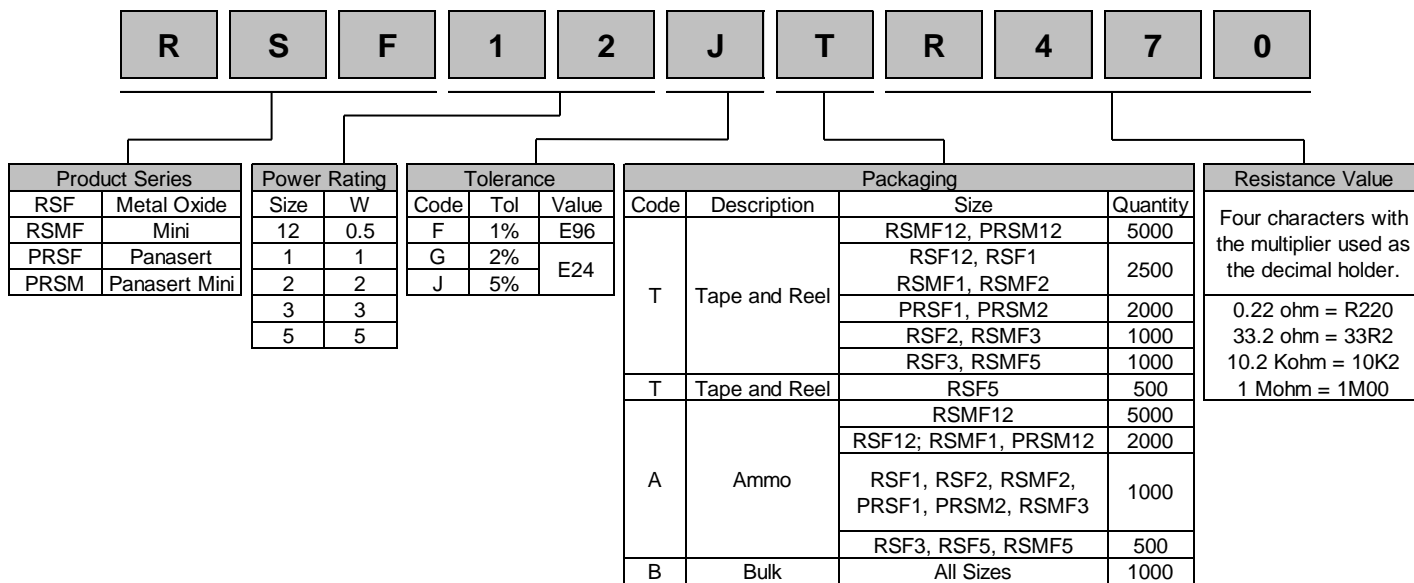 R S F 1 2 J T R 4 7 0
Product Series
RSF Metal Oxide
RSMF Mini
PRSF Panasert
PRSM Panasert Mini
Power Rating
Size W
12 0.5
1 1
2 2
3 3
5 5
Tolerance
Code Tol Value
F 1% E96
G 2% E24
J 5%
Packaging
Code Description Size Quantity
T Tape and Reel
RSMF12, PRSM12 5000
RSF12, RSF1
RSMF1, RSMF2
2500
PRSF1, PRSM2 2000
RSF2, RSMF3 1000
RSF3, RSMF5 1000
T Tape and Reel RSF5 500
A Ammo
RSMF12 5000
RSF12; RSMF1, PRSM12 2000
RSF1, RSF2, RSMF2,
PRSF1, PRSM2, RSMF3
1000
RSF3, RSF5, RSMF5 500
B Bulk All Sizes 1000
Resistance Value
Four characters with
the multiplier used as
the decimal holder.
0.22 ohm = R220
33.2 ohm = 33R2
10.2 Kohm = 10K2
1 Mohm = 1M00